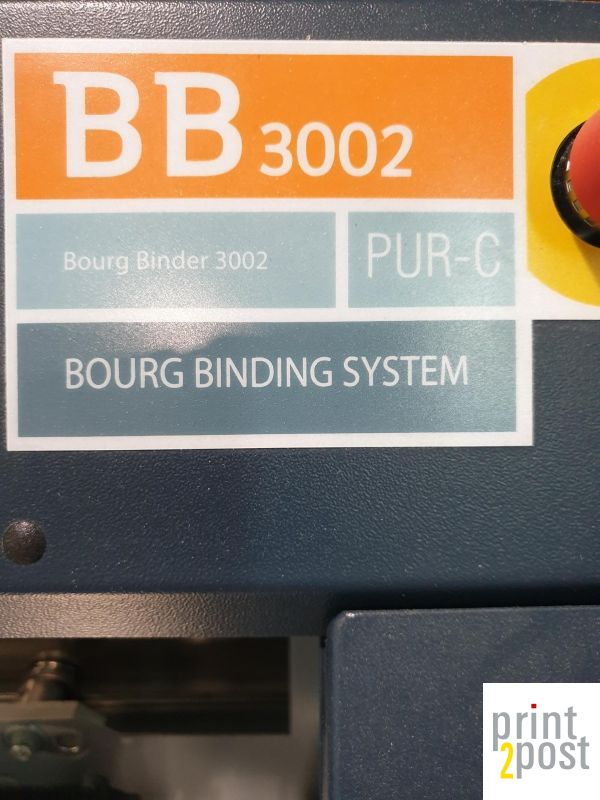 BB 3002
Bourg Binder 3002
PUR-C
BOURG BINDING SYSTEM
print
2post